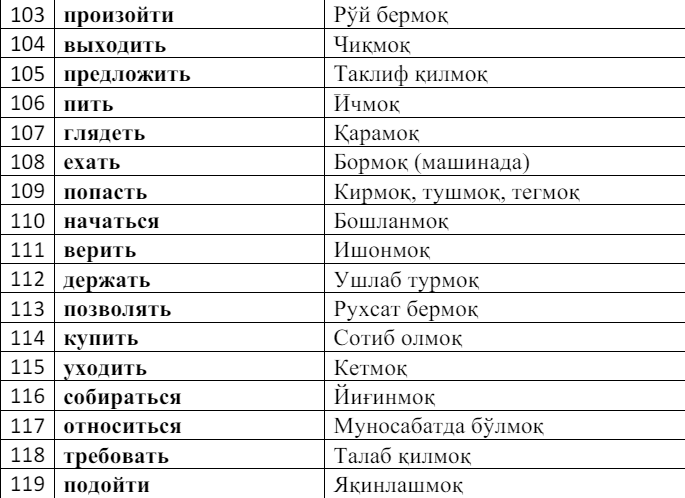 103 произойти Рўй бермоқ
104 выходить Чиқмоқ
105 предложить Таклиф қилмоқ
106 пить Ӣчмоқ
107 глядеть Қарамоқ
108 ехать Бормоқ (машинада)
109 попасть Кирмоқ, тушмоқ, тегмоқ
110 начаться Бошланмоқ
111 верить Ишонмоқ
112 держать Ушлаб турмоқ
113 позволять Рухсат бермоқ
114 купить Сотиб олмоқ
115 уходить Кетмоқ
116 собираться Йиғинмоқ
117 относиться Муносабатда бўлмоқ
118 требовать Талаб қилмоқ
119 подойти Яқинлашмоқ